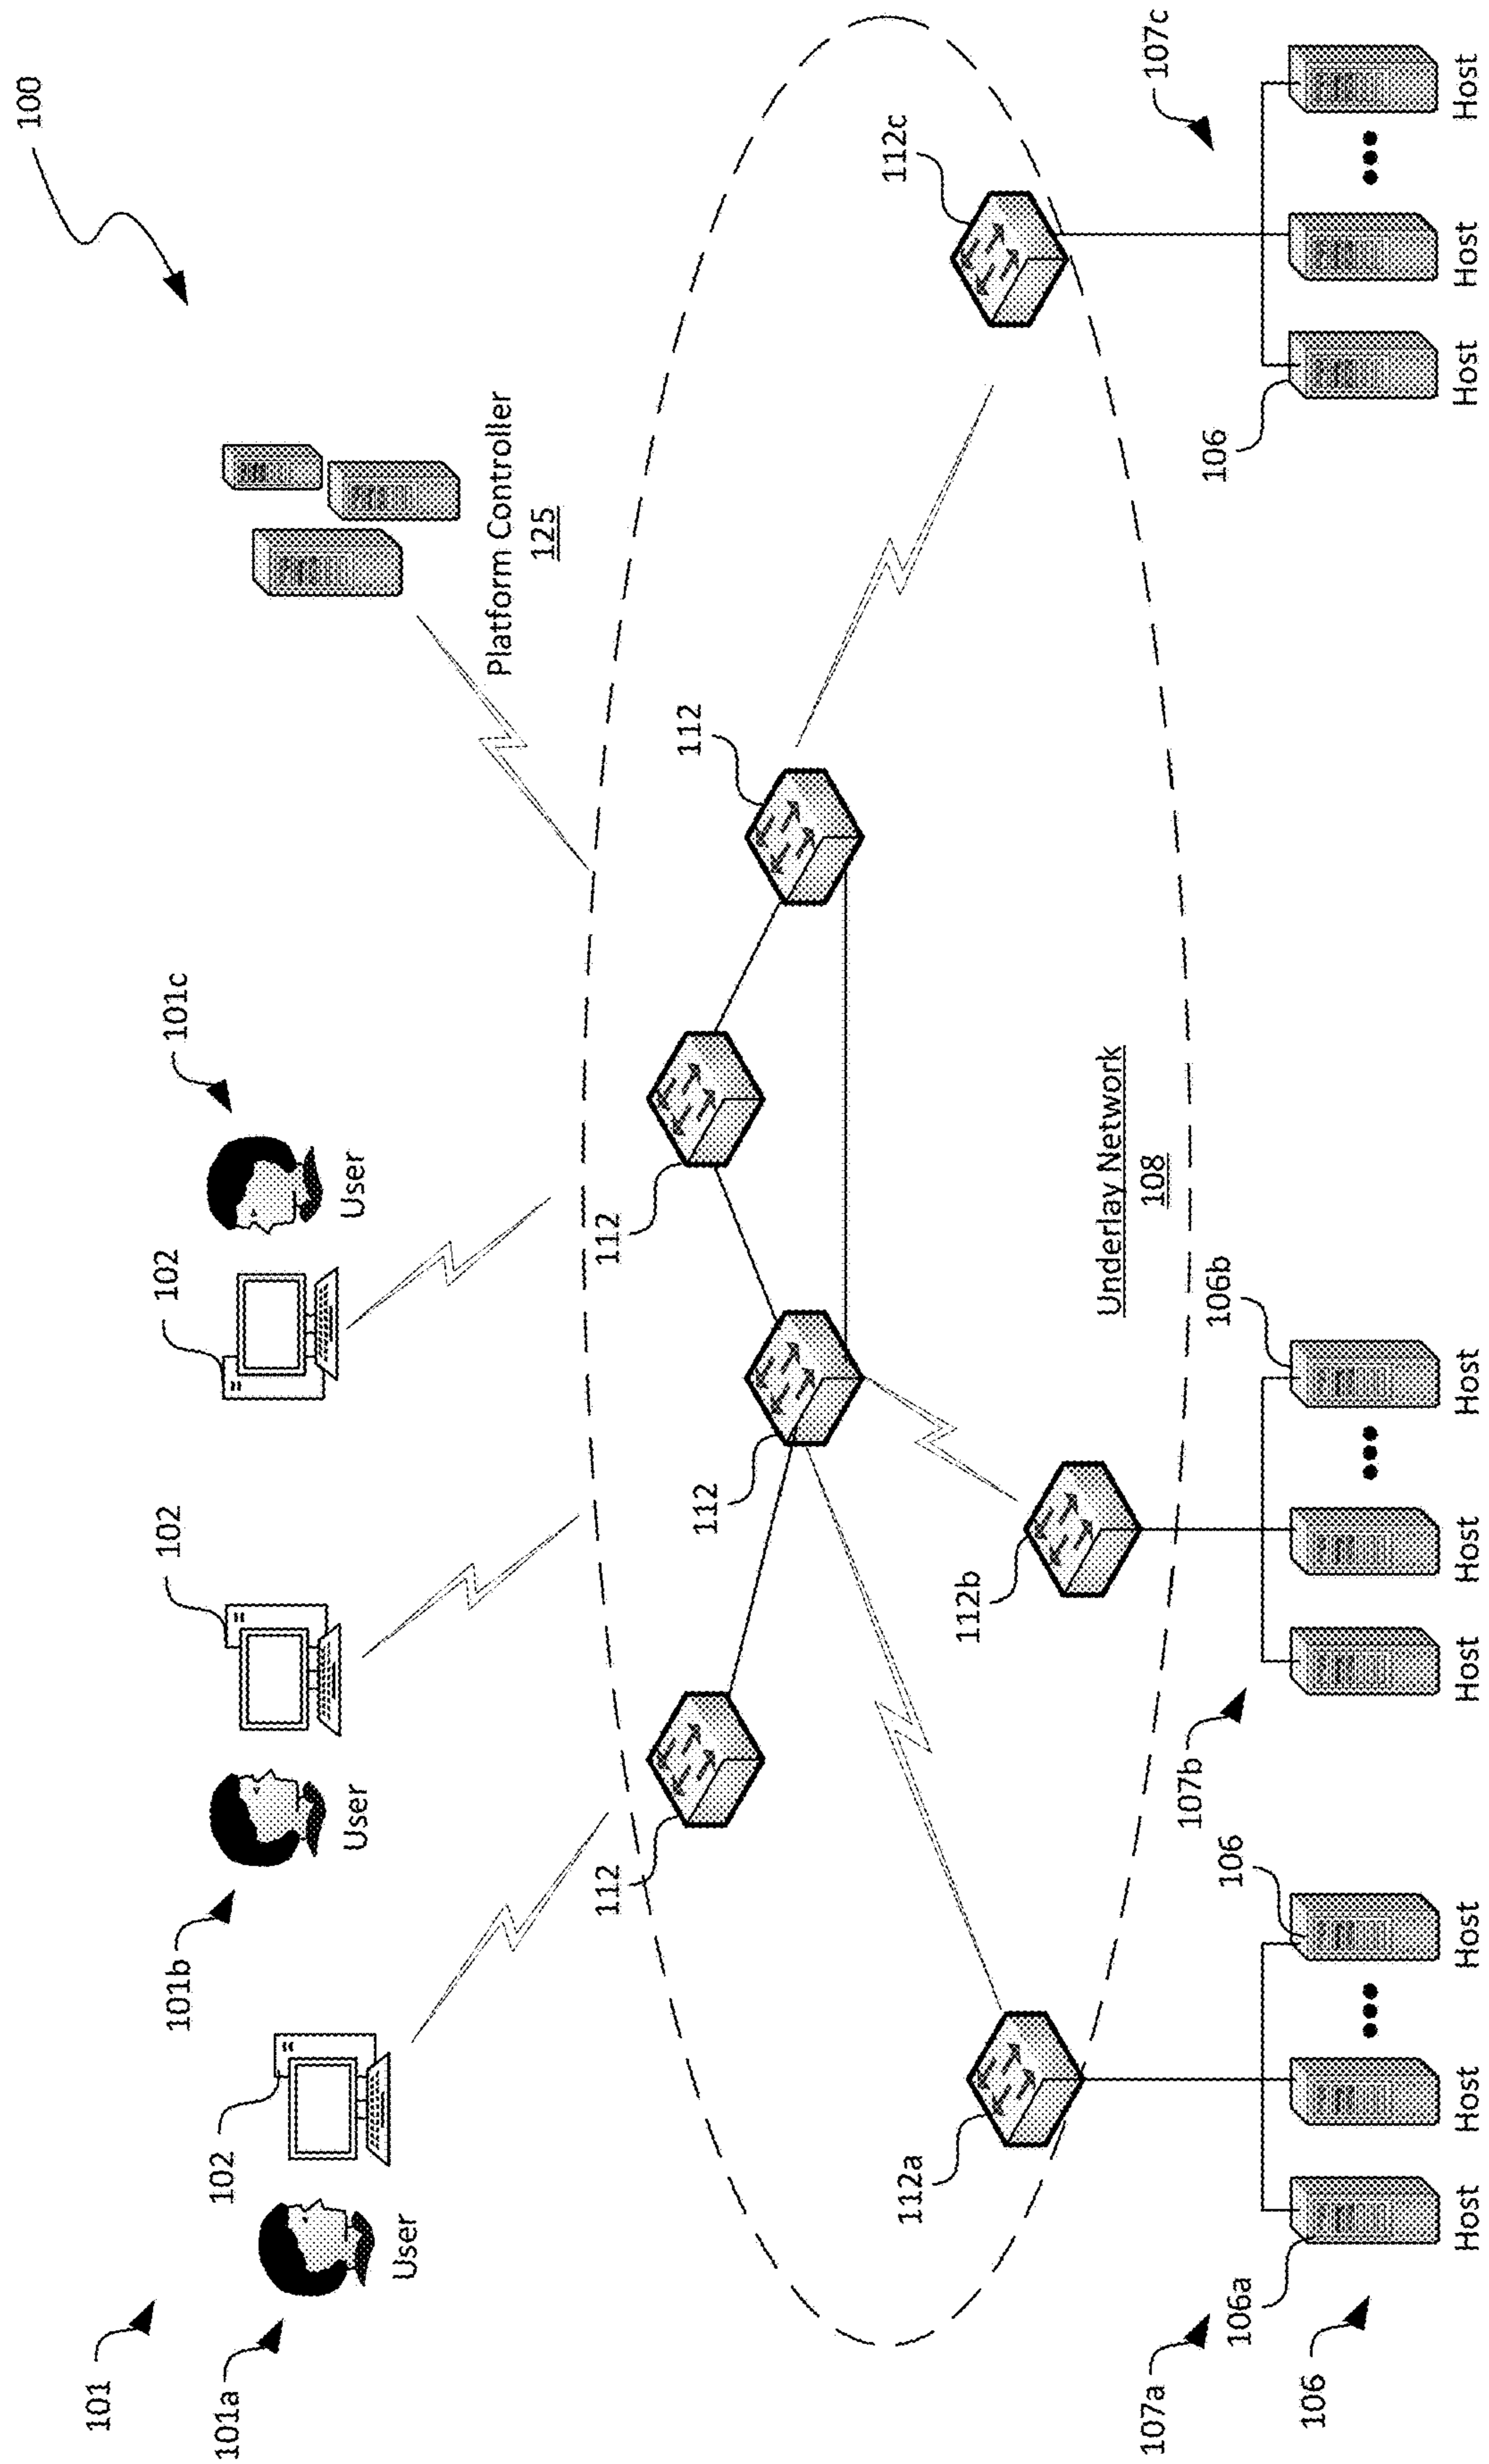 100
101
101a
User
102
101b
User
102
101c
User
102
Platform Controller
125
112
112
112
112
112a
112b
112c
Underlay Network
108
107a
106a
106
106
Host
Host
Host
107b
106b
Host
Host
Host
107c
106
Host
Host
Host